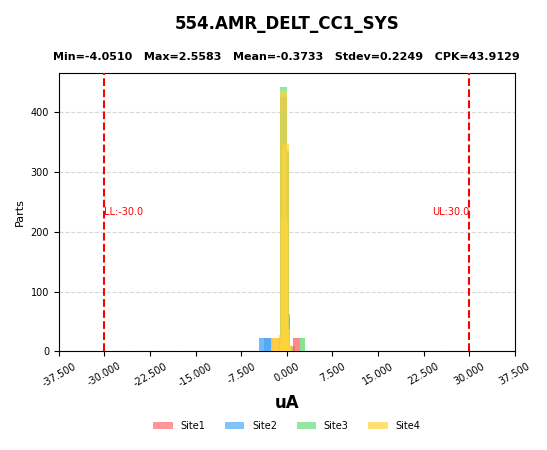 554.AMR_DELT_CC1_SYS
Min=-4.0510 Max=2.5583 Mean=-0.3733 Stdev=0.2249 CPK=43.9129
Parts
400
300
200
100
0
LL:-30.0
UL:30.0
-37.500 -30.000 -22.500 -15.000 -7.500 0.000 7.500 15.000 22.500 30.000 37.500
uA
Site1 Site2 Site3 Site4